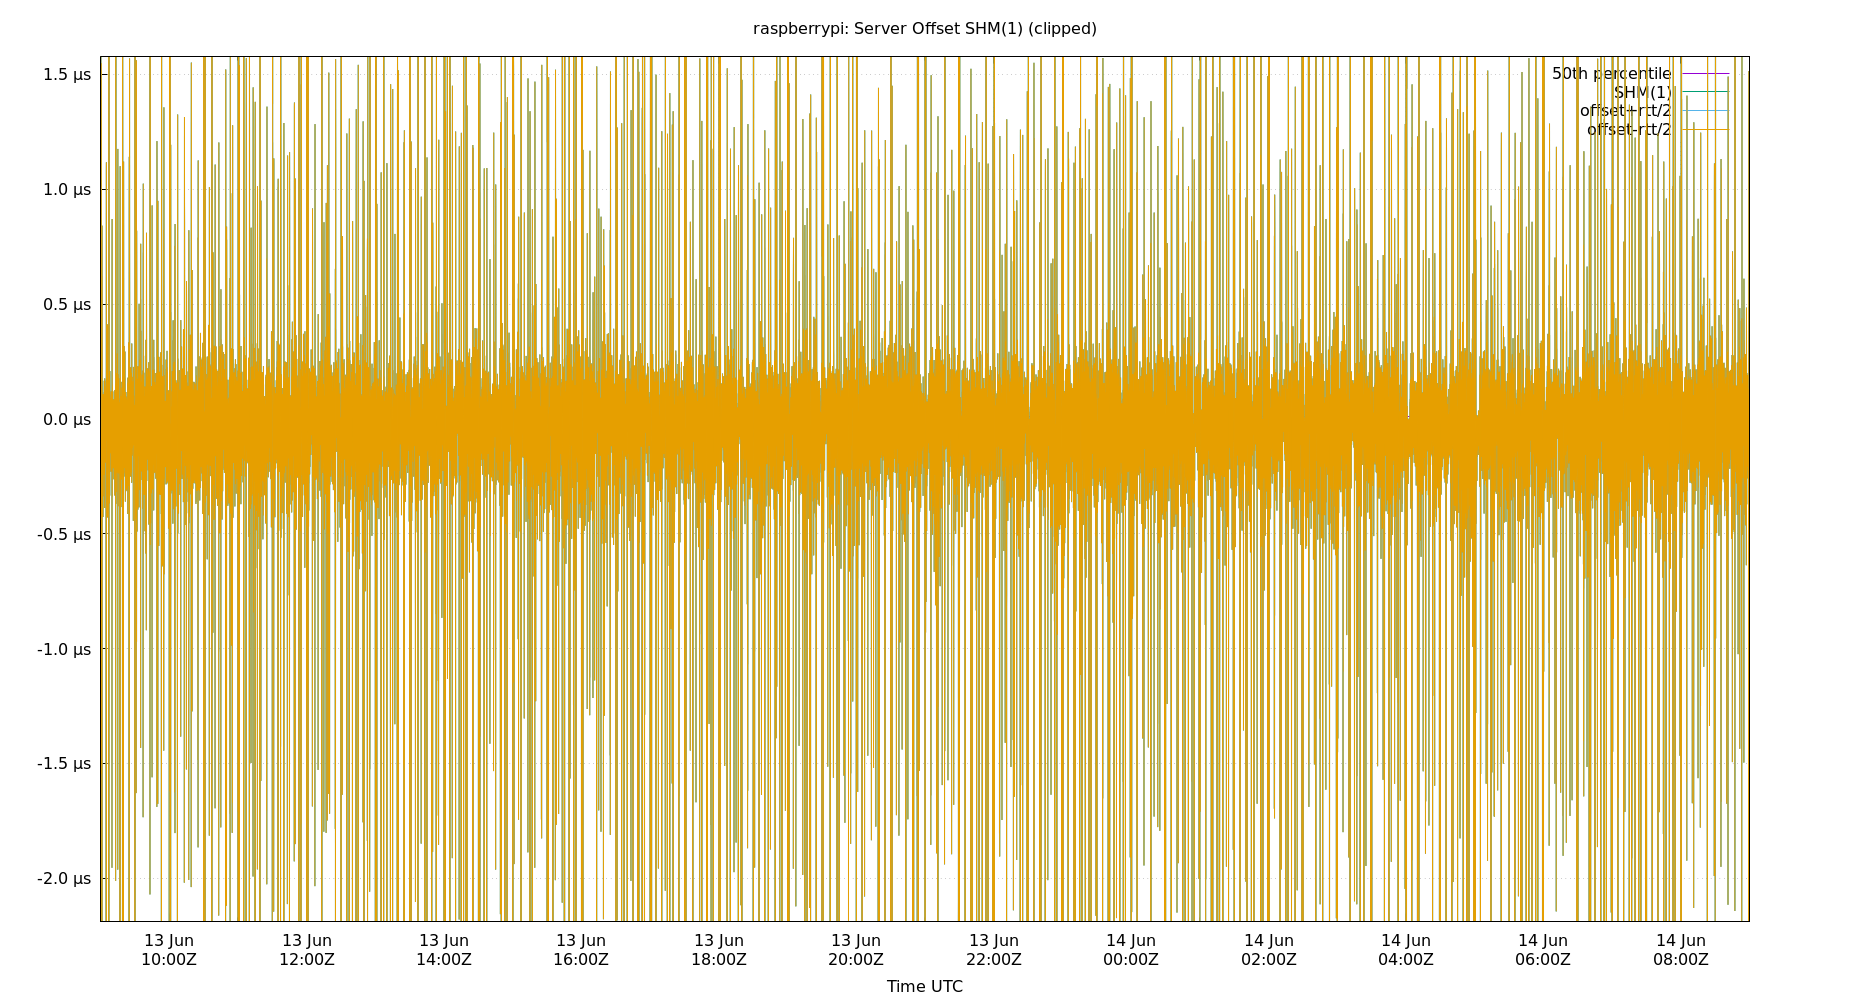 raspberrypi: Server Offset SHM(1) (clipped)
1.5 µs
1.0 µs
0.5 µs
0.0 µs
-0.5 µs
-1.0 µs
-1.5 µs
-2.0 µs
50th percentile
SHM(1)
offset+rtt/2
offset-rtt/2
13 Jun 13 Jun 13 Jun 13 Jun 13 Jun 13 Jun 13 Jun 14 Jun 14 Jun 14 Jun 14 Jun 14 Jun
10:00Z 12:00Z 14:00Z 16:00Z 18:00Z 20:00Z 22:00Z 00:00Z 02:00Z 04:00Z 06:00Z 08:00Z
Time UTC